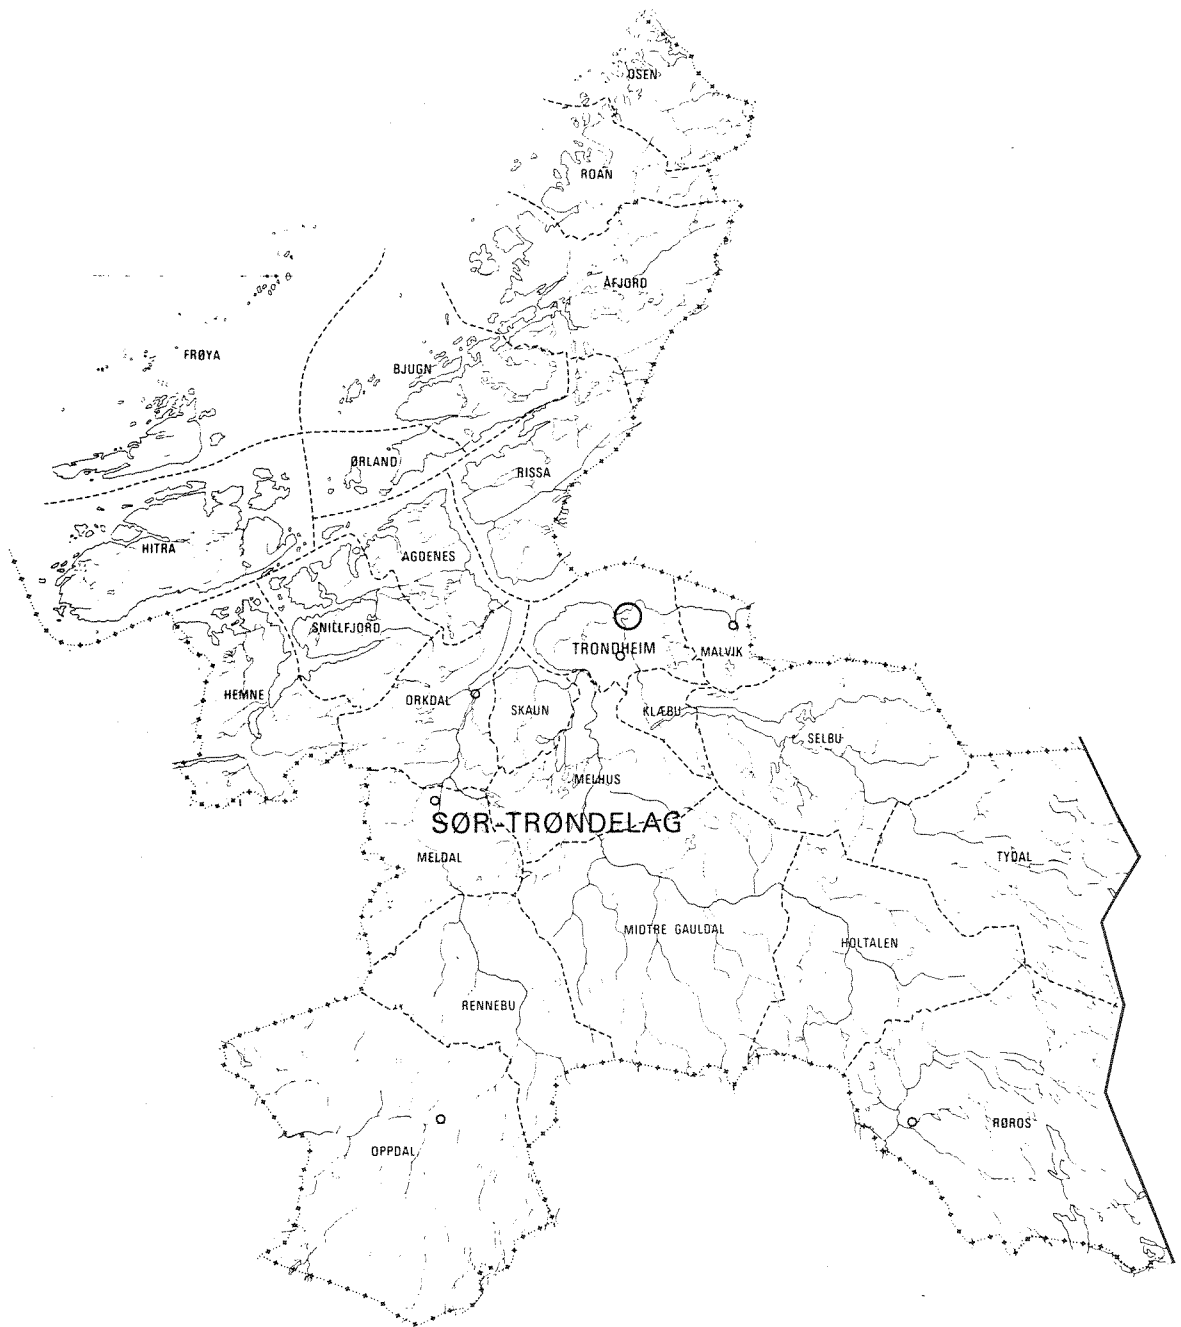 OSEN
ROAN
ÅFJORD
FRØYA
BJUGN
ØRLAND
RISSA
HITRA
AGDENES
SNILLFJORD
TRONDHEIM
MALVIK
HEMNE
ORKDAL
SKAUN
KLÆBU
SELBU
MELHUS
SØR-TRØNDELAG
MELDAL
TYDAL
MIDTRE GAULDAL
HOLTALEN
RENNEBU
RØROS
OPPDAL